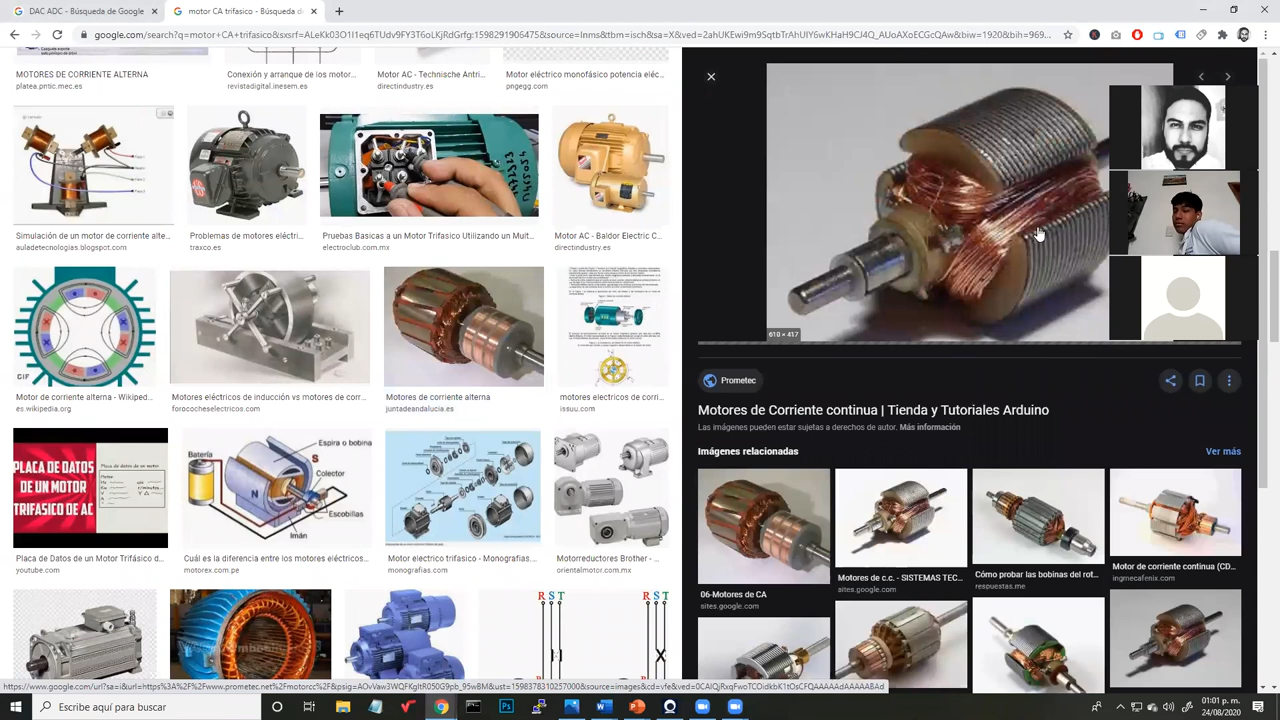 DAC ADC - Búsqueda de Google
motor CA trifasico - Búsqueda de
google.com/search?q=motor+CA+trifasico&sxsrf=ALeKk03O1I1eq6TUdv9FY3T6oLKjRdGrfg:1598291906475&source=lnms&tbm=isch&sa=X&ved=2ahUKEwi9m9SqtbTrAhUIY6wKHaH9CJ4Q_AUoAXoECGcQAw&biw=1920&bih=969...
MOTORES DE CORRIENTE ALTERNA
platea.pntic.mec.es
Conexión y arranque de los motor...
revistadigital.inesem.es
Motor AC - Technische Antri...
directindustry.es
Motor eléctrico monofásico potencia eléc...
pngegg.com
Simulación de un motor de corriente alte...
auladetecnologias.blogspot.com
Problemas de motores eléctri...
traxco.es
Pruebas Basicas a un Motor Trifasico Utilizando un Mult...
electroclub.com.mx
Motor AC - Baldor Electric C...
directindustry.es
GIF
Motor de corriente alterna - Wikiped...
es.wikipedia.org
Motores eléctricos de inducción vs motores de corr...
forococheselectricos.com
Motores de corriente alterna
juntadeandalucia.es
motores electricos de corri...
issuu.com
PLACA DE DATOS
DE UN MOTOR
TRIFASICO DE AC
Placa de datos de un motor
Batería
Espira o bobina
S
N
Colector
Escobillas
Imán
Placa de Datos de un Motor Trifásico d...
youtube.com
Cuál es la diferencia entre los motores eléctricos...
motorex.com.pe
Motor electrico trifasico - Monografias....
monografias.com
Motorreductores Brother - ...
orientalmotor.com.mx
R S T
R S T
610 × 417
Prometec
Motores de Corriente continua | Tienda y Tutoriales Arduino
Las imágenes pueden estar sujetas a derechos de autor. Más información
Imágenes relacionadas
Ver más
06-Motores de CA
sites.google.com
Motores de c.c. - SISTEMAS TEC...
sites.google.com
Cómo probar las bobinas del rot...
respuestas.me
Motor de corriente continua (CD...
ingmecafenix.com
Escribe aquí para buscar
01:01 p. m.
24/08/2020